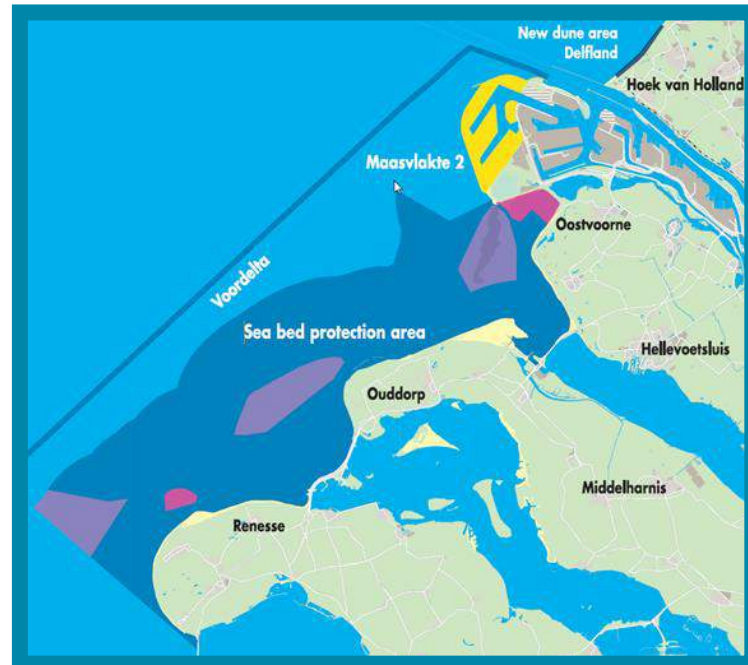 New dune area
Delfland
Hoek van Holland
Maasvlakte 2
Oostvoorne
Voordelta
Sea bed protection area
Hellevoetsluis
Ouddorp
Middelharnis
Renesse